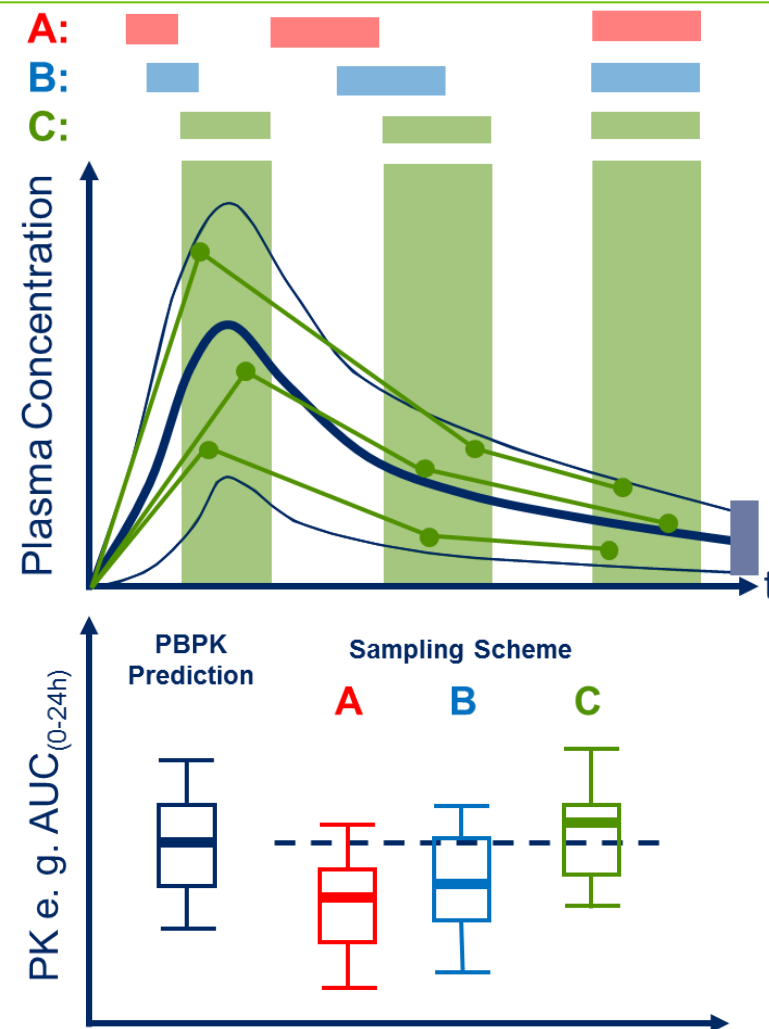 A:
B:
C:
Plasma Concentration
t
PBPK
Prediction
Sampling Scheme
A
B
C
PK e. g. AUC(0-24h)